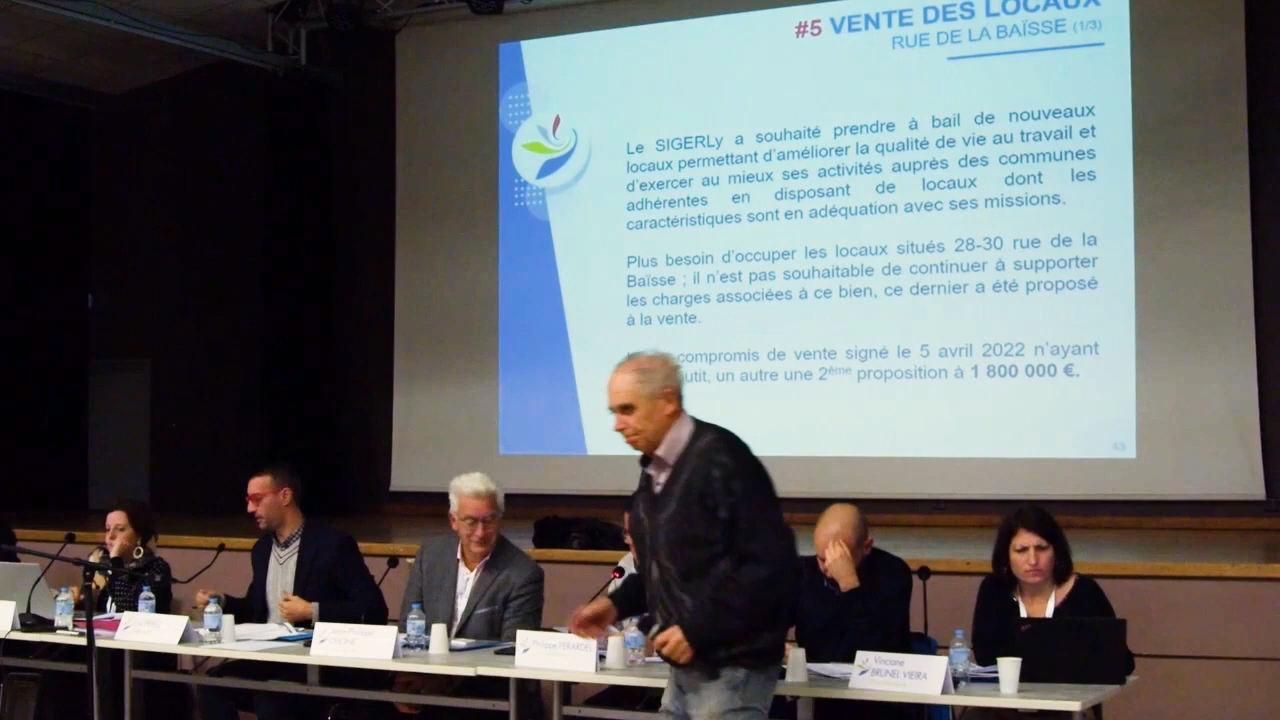 #5 VENTE DES LOCAUX
RUE DE LA BAÏSSE (1/3)
Le SIGERLy a souhaité prendre à bail de nouveaux
locaux permettant d'améliorer la qualité de vie au travail et
d'exercer au mieux ses activités auprès des communes
adhérentes en disposant de locaux dont les
caractéristiques sont en adéquation avec ses missions.
Plus besoin d'occuper les locaux situés 28-30 rue de la
Baïsse ; il n'est pas souhaitable de continuer à supporter
les charges associées à ce bien, ce dernier a été proposé
à la vente.
compromis de vente signé le 5 avril 2022 n'ayant
utit, un autre une 2ème proposition à 1 800 000 €.
43
Philippe PERARDEL
Vinciane
BRUNEL VIEIRA